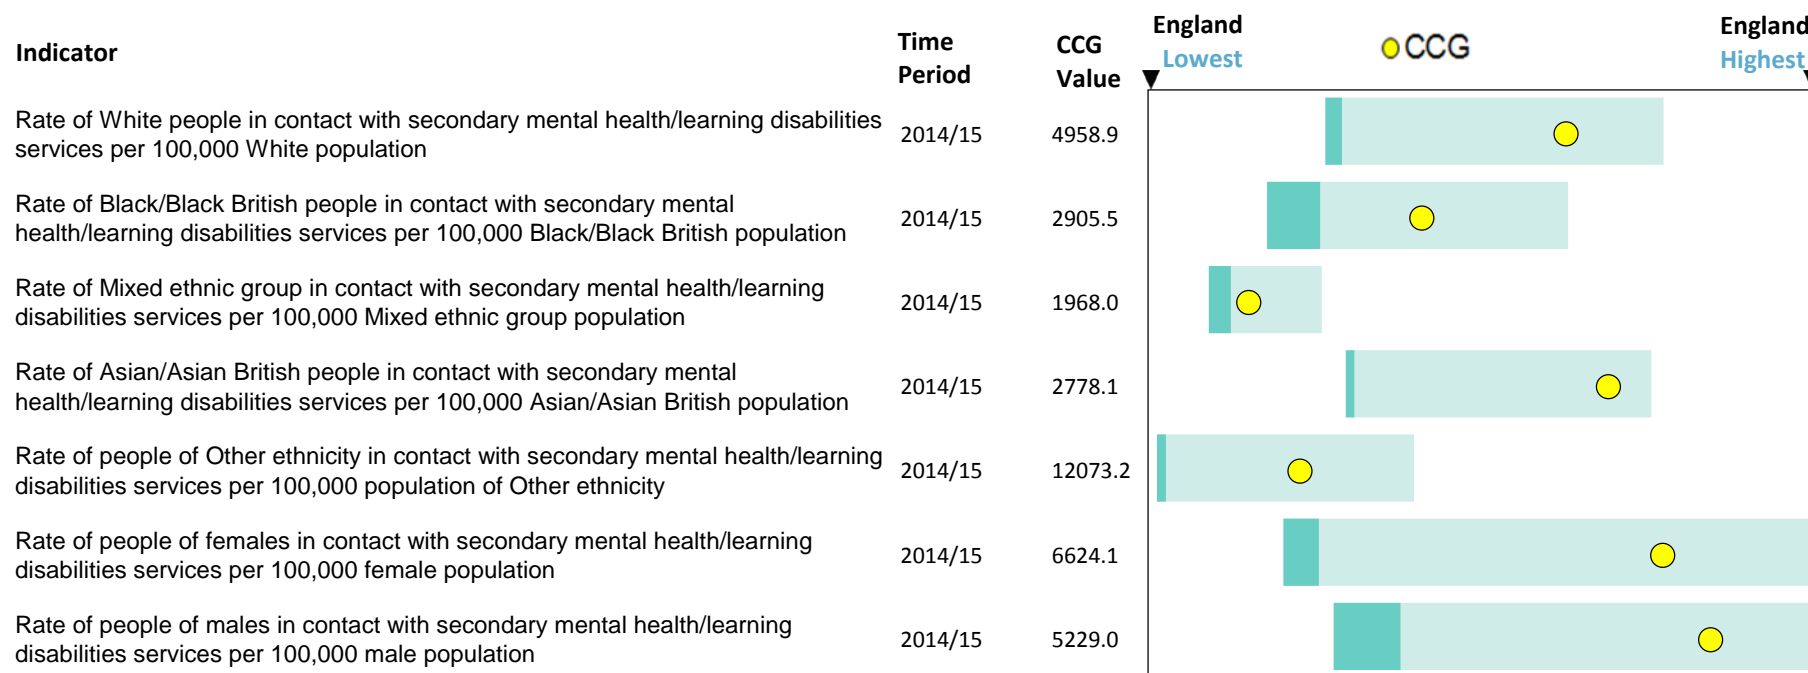 Indicator
Time
Period
CCG
Value
England
Lowest
CCG
England
Highest
Rate of White people in contact with secondary mental health/learning disabilities
services per 100,000 White population
2014/15
4958.9
Rate of Black/Black British people in contact with secondary mental
health/learning disabilities services per 100,000 Black/Black British population
2014/15
2905.5
Rate of Mixed ethnic group in contact with secondary mental health/learning
disabilities services per 100,000 Mixed ethnic group population
2014/15
1968.0
Rate of Asian/Asian British people in contact with secondary mental
health/learning disabilities services per 100,000 Asian/Asian British population
2014/15
2778.1
Rate of people of Other ethnicity in contact with secondary mental health/learning
disabilities services per 100,000 population of Other ethnicity
2014/15
12073.2
Rate of people of females in contact with secondary mental health/learning
disabilities services per 100,000 female population
2014/15
6624.1
Rate of people of males in contact with secondary mental health/learning
disabilities services per 100,000 male population
2014/15
5229.0